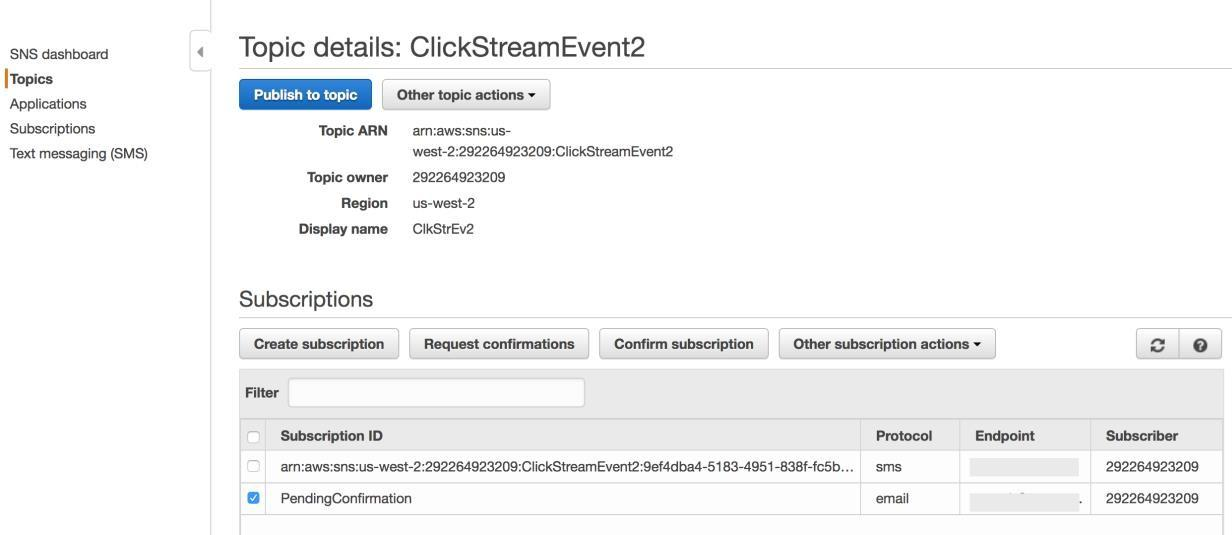 SNS dashboard
Topics
Applications
Subscriptions
Text messaging (SMS)
Topic details: ClickStreamEvent2
Publish to topic
Other topic actions
Topic ARN arn:aws:sns:us-
west-2:292264923209:ClickStreamEvent2
Topic owner 292264923209
Region us-west-2
Display name ClkStrEv2
Subscriptions
Create subscription Request confirmations Confirm subscription Other subscription actions
Filter
Subscription ID Protocol Endpoint Subscriber
arn:aws:sns:us-west-2:292264923209:ClickStreamEvent2:9ef4dba4-5183-4951-838f-fc5b... sms 292264923209
PendingConfirmation email 292264923209